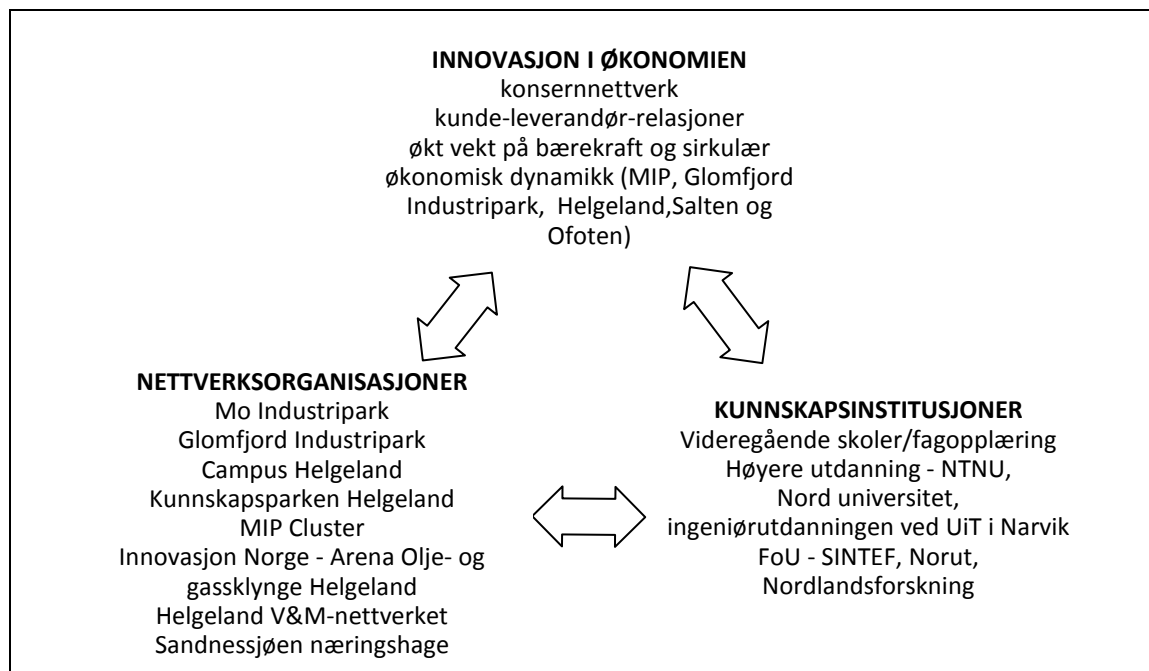 INNOVASJON I ØKONOMIEN
konsernnettverk
kunde-leverandør-relasjoner
økt vekt på bærekraft og sirkulær
økonomisk dynamikk (MIP, Glomfjord
Industripark, Helgeland,Salten og
Ofoten)
NETTVERKSORGANISASJONER
Mo Industripark
Glomfjord Industripark
Campus Helgeland
Kunnskapsparken Helgeland
MIP Cluster
Innovasjon Norge - Arena Olje- og
gassklynge Helgeland
Helgeland V&M-nettverket
Sandnessjøen næringshage
KUNNSKAPSINSTITUSJONER
Videregående skoler/fagopplæring
Høyere utdanning - NTNU,
Nord universitet,
ingeniørutdanningen ved UiT i Narvik
FoU - SINTEF, Norut,
Nordlandsforskning